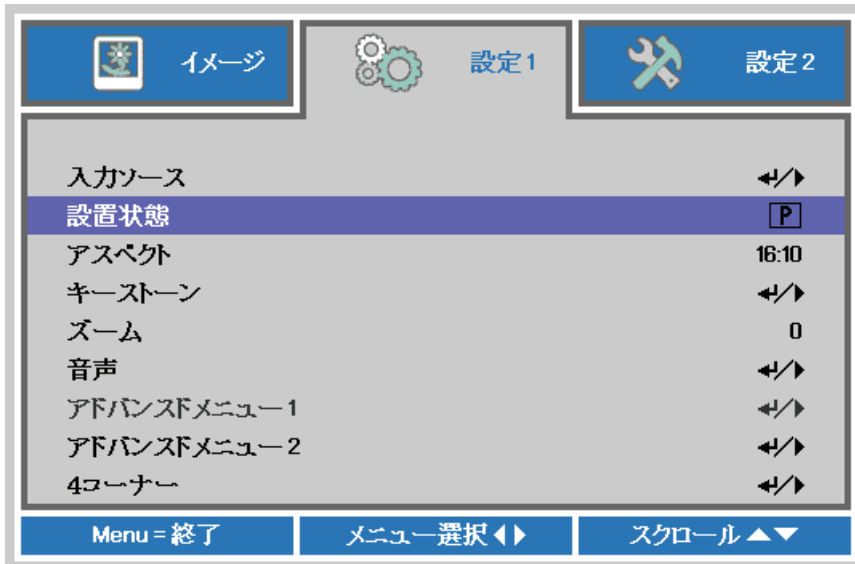 イメージ
設定1
設定2
入力ソース ↵/▶
設置状態 P
アスペクト 16:10
キーストーン ↵/▶
ズーム 0
音声 ↵/▶
アドバンスドメニュー1 ↵/▶
アドバンスドメニュー2 ↵/▶
4コーナー ↵/▶
Menu = 終了
メニュー選択◀▶
スクロール▲▼